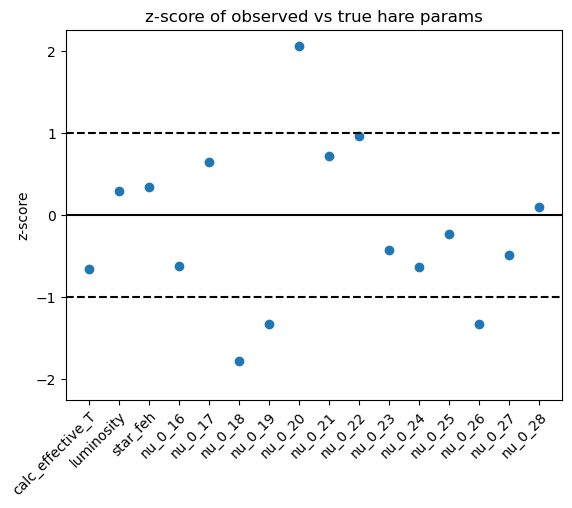 z-score of observed vs true hare params
z-score
2
1
0
−1
−2
calc_effective_T
luminosity
star_feh
nu_0_16
nu_0_17
nu_0_18
nu_0_19
nu_0_20
nu_0_21
nu_0_22
nu_0_23
nu_0_24
nu_0_25
nu_0_26
nu_0_27
nu_0_28